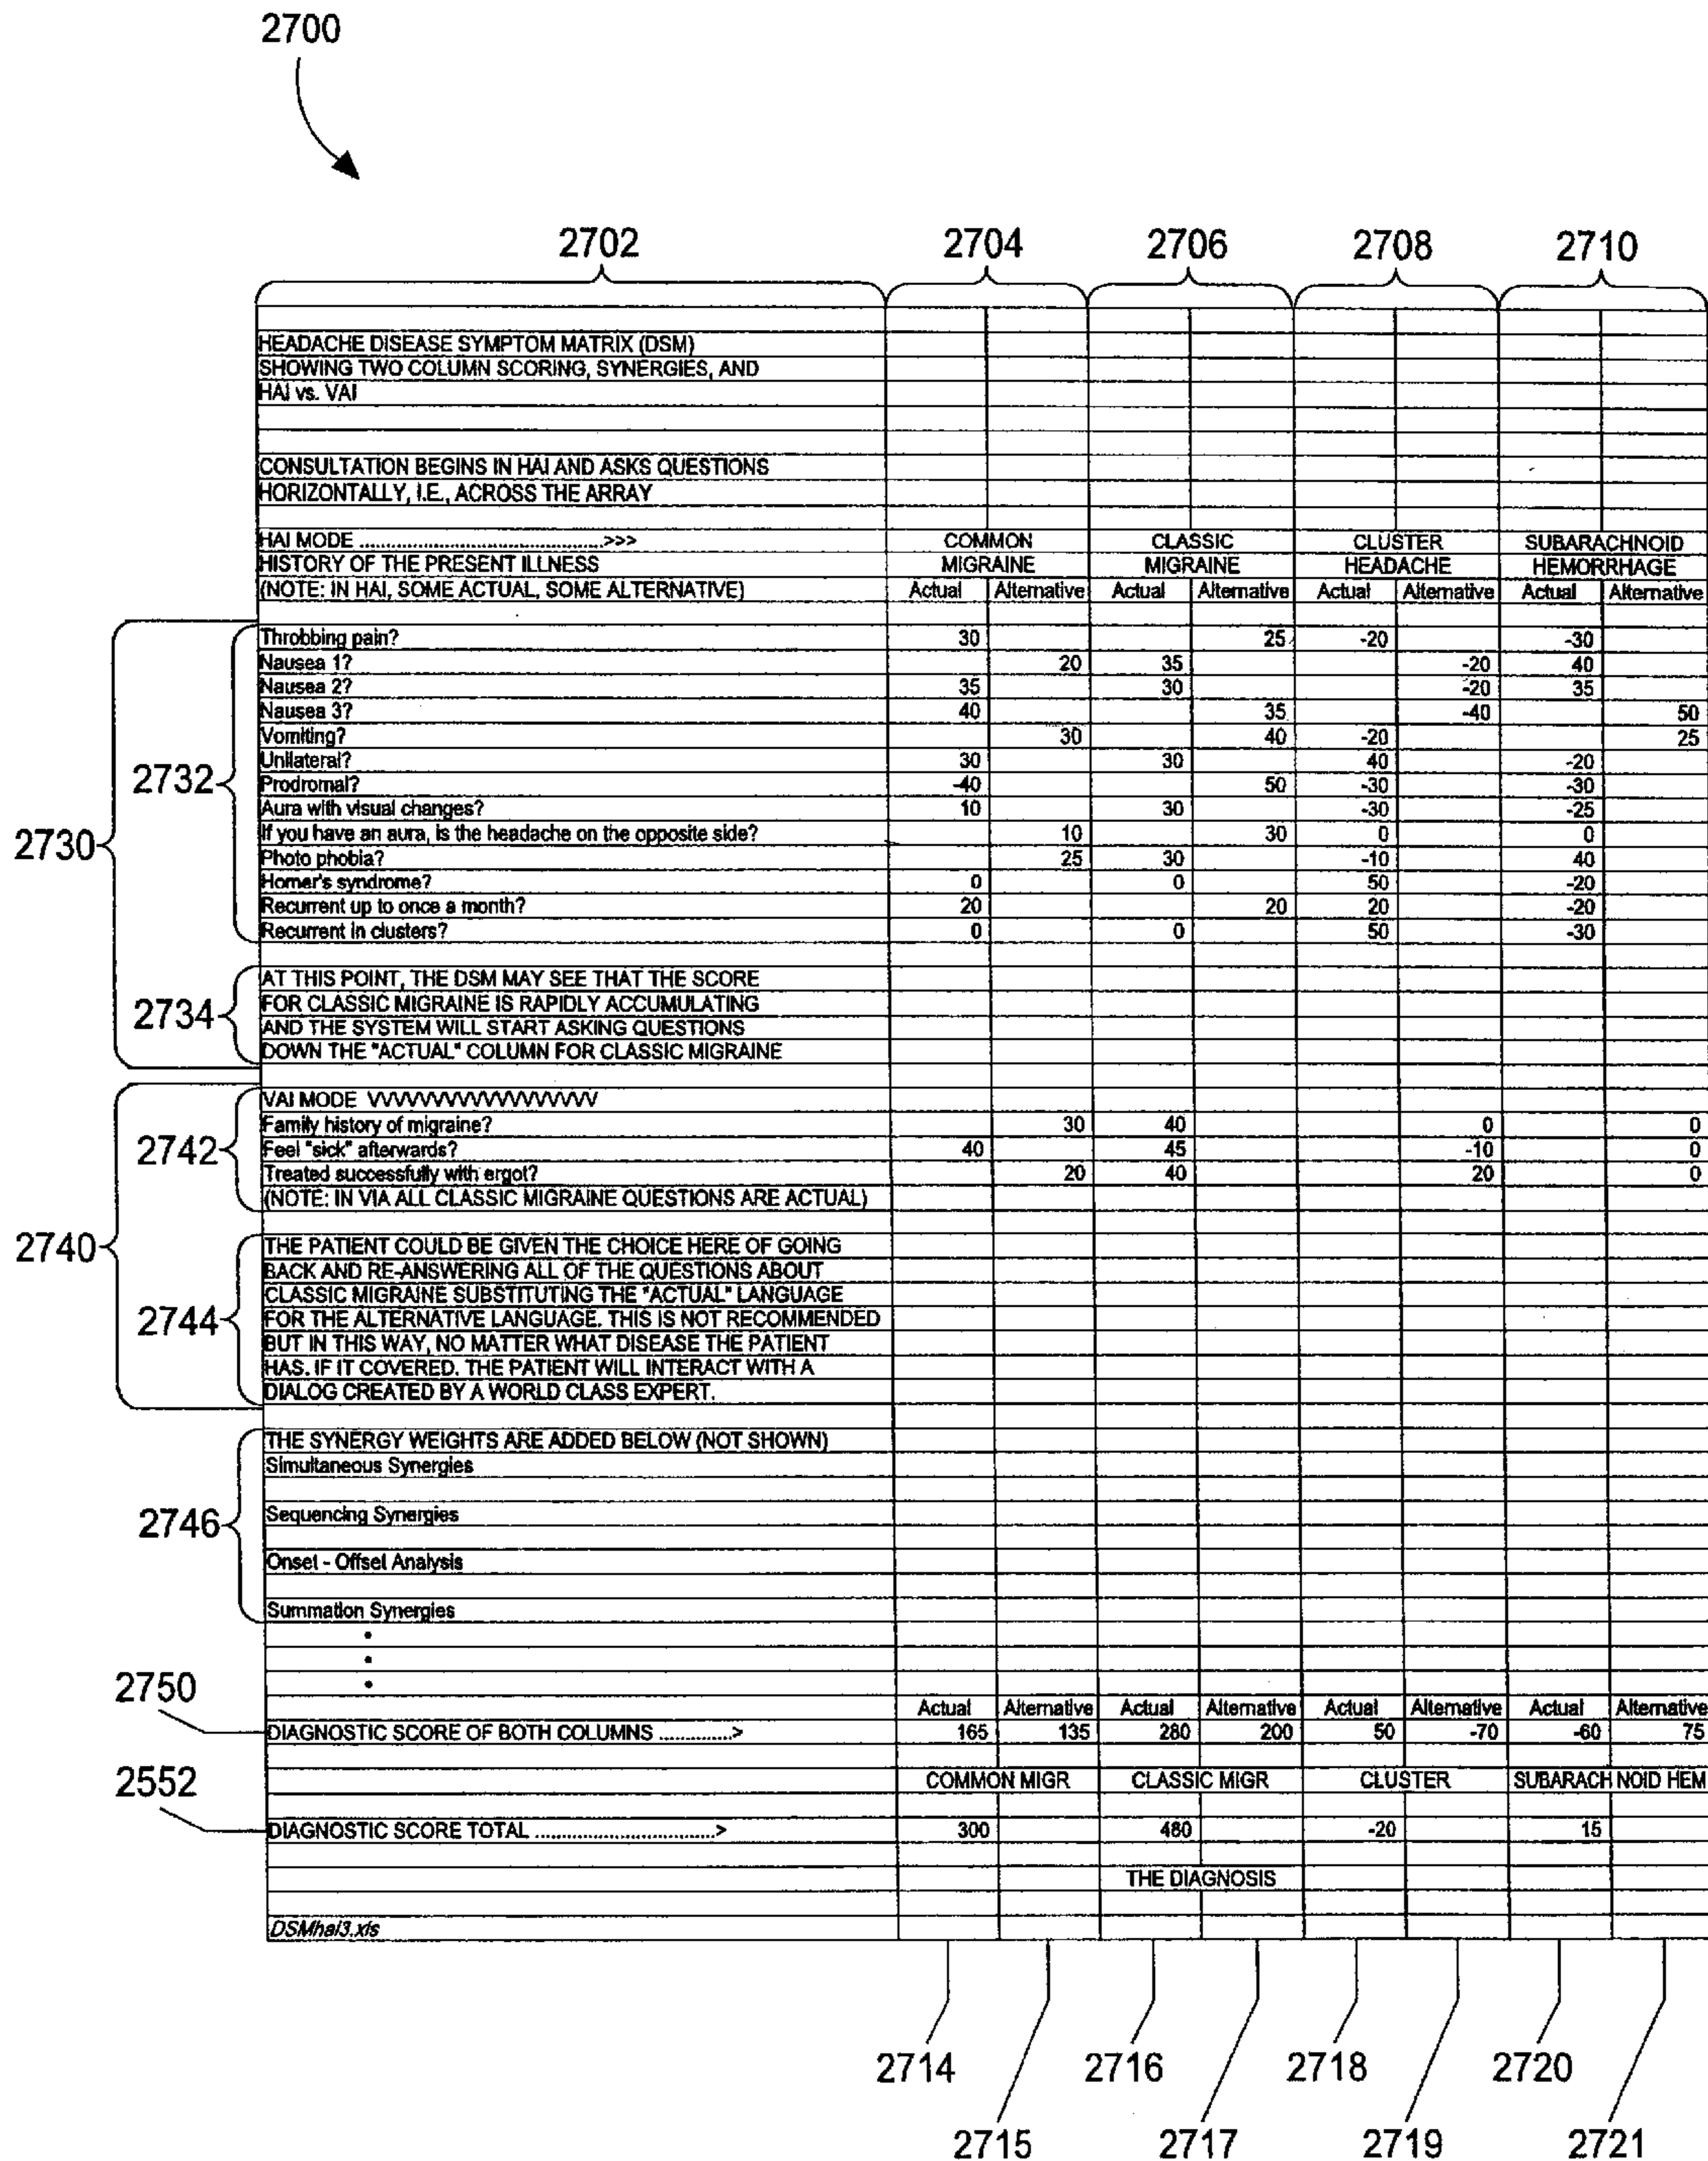 2700
2702 2704 2706 2708 2710
HEADACHE DISEASE SYMPTOM MATRIX (DSM)
SHOWING TWO COLUMN SCORING, SYNERGIES, AND
HAI vs. VAI
CONSULTATION BEGINS IN HAI AND ASKS QUESTIONS
HORIZONTALLY, I.E., ACROSS THE ARRAY
HAI MODE ..........................................>>> COMMON CLASSIC CLUSTER SUBARACHNOID
HISTORY OF THE PRESENT ILLNESS MIGRAINE MIGRAINE HEADACHE HEMORRHAGE
(NOTE: IN HAI, SOME ACTUAL, SOME ALTERNATIVE) Actual Alternative Actual Alternative Actual Alternative Actual Alternative
Throbbing pain? 30 25 -20 -30
Nausea 1? 20 35 -20 40
Nausea 2? 35 30 -20 35
Nausea 3? 40 35 -40 50
Vomiting? 30 40 -20 25
Unilateral? 30 30 40 -20
2732
Prodromal? -40 50 -30 -30
Aura with visual changes? 10 30 -30 -25
2730
If you have an aura, is the headache on the opposite side? 10 30 0 0
Photo phobia? 25 30 -10 40
Horner's syndrome? 0 0 50 -20
Recurrent up to once a month? 20 20 20 -20
Recurrent in clusters? 0 0 50 -30
AT THIS POINT, THE DSM MAY SEE THAT THE SCORE
FOR CLASSIC MIGRAINE IS RAPIDLY ACCUMULATING
2734
AND THE SYSTEM WILL START ASKING QUESTIONS
DOWN THE "ACTUAL" COLUMN FOR CLASSIC MIGRAINE
VAI MODE VVVVVVVVVVVVVVVVV
Family history of migraine? 30 40 0 0
2742
Feel "sick" afterwards? 40 45 -10 0
Treated successfully with ergot? 20 40 20 0
(NOTE: IN VIA ALL CLASSIC MIGRAINE QUESTIONS ARE ACTUAL)
2740
THE PATIENT COULD BE GIVEN THE CHOICE HERE OF GOING
BACK AND RE-ANSWERING ALL OF THE QUESTIONS ABOUT
CLASSIC MIGRAINE SUBSTITUTING THE "ACTUAL" LANGUAGE
2744
FOR THE ALTERNATIVE LANGUAGE. THIS IS NOT RECOMMENDED
BUT IN THIS WAY, NO MATTER WHAT DISEASE THE PATIENT
HAS. IF IT COVERED. THE PATIENT WILL INTERACT WITH A
DIALOG CREATED BY A WORLD CLASS EXPERT.
THE SYNERGY WEIGHTS ARE ADDED BELOW (NOT SHOWN)
Simultaneous Synergies
2746
Sequencing Synergies
Onset - Offset Analysis
Summation Synergies
•
•
•
2750
Actual Alternative Actual Alternative Actual Alternative Actual Alternative
DIAGNOSTIC SCORE OF BOTH COLUMNS .............> 165 135 280 200 50 -70 -60 75
2552
COMMON MIGR CLASSIC MIGR CLUSTER SUBARACH NOID HEM
DIAGNOSTIC SCORE TOTAL ................................> 300 480 -20 15
THE DIAGNOSIS
DSMhai3.xls
2714 2716 2718 2720
2715 2717 2719 2721